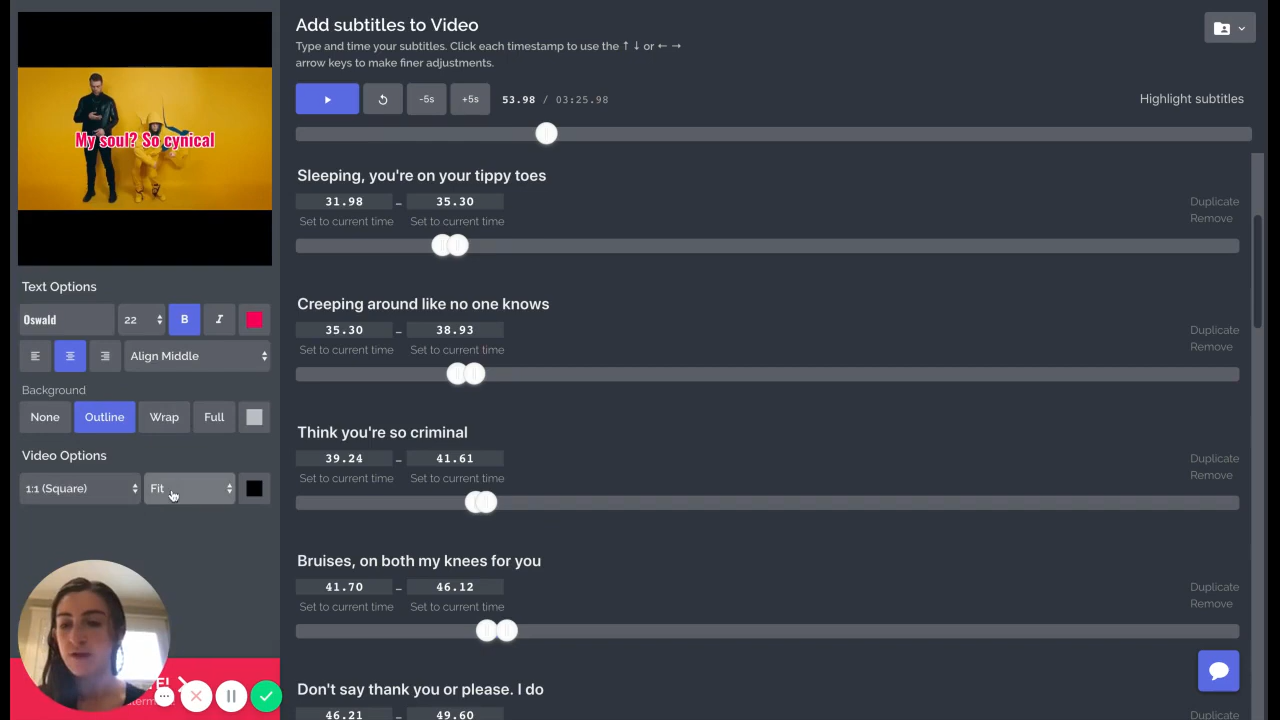 Add subtitles to Video
Type and time your subtitles. Click each timestamp to use the ↑ ↓ or ← →
arrow keys to make finer adjustments.
-5s
+5s
53.98 / 03:25.98
Highlight subtitles
My soul? So cynical
Sleeping, you're on your tippy toes
31.98 – 35.30
Set to current time Set to current time
Duplicate
Remove
Text Options
Oswald
22
B
I
Align Middle
Background
None
Outline
Wrap
Full
Video Options
1:1 (Square)
Fit
Creeping around like no one knows
35.30 – 38.93
Set to current time Set to current time
Duplicate
Remove
Think you're so criminal
39.24 – 41.61
Set to current time Set to current time
Duplicate
Remove
Bruises, on both my knees for you
41.70 – 46.12
Set to current time Set to current time
Duplicate
Remove
Don't say thank you or please. I do
46.21 – 49.60
Duplicate